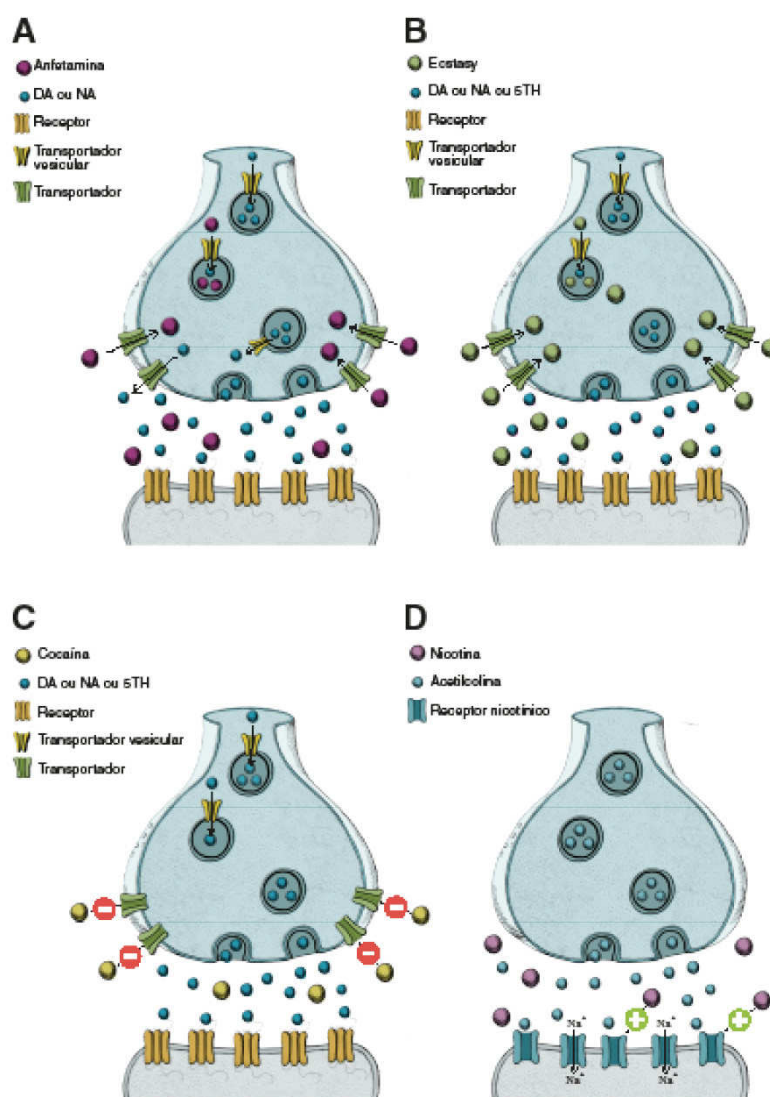 A
Anfetamina
DA ou NA
Receptor
Transportador
vesicular
Transportador
B
Ecstasy
DA ou NA ou 5TH
Receptor
Transportador
vesicular
Transportador
C
Cocaína
DA ou NA ou 5TH
Receptor
Transportador vesicular
Transportador
D
Nicotina
Acetilcolina
Receptor nicotínico
Na⁺ Na⁺
Na⁺ Na⁺